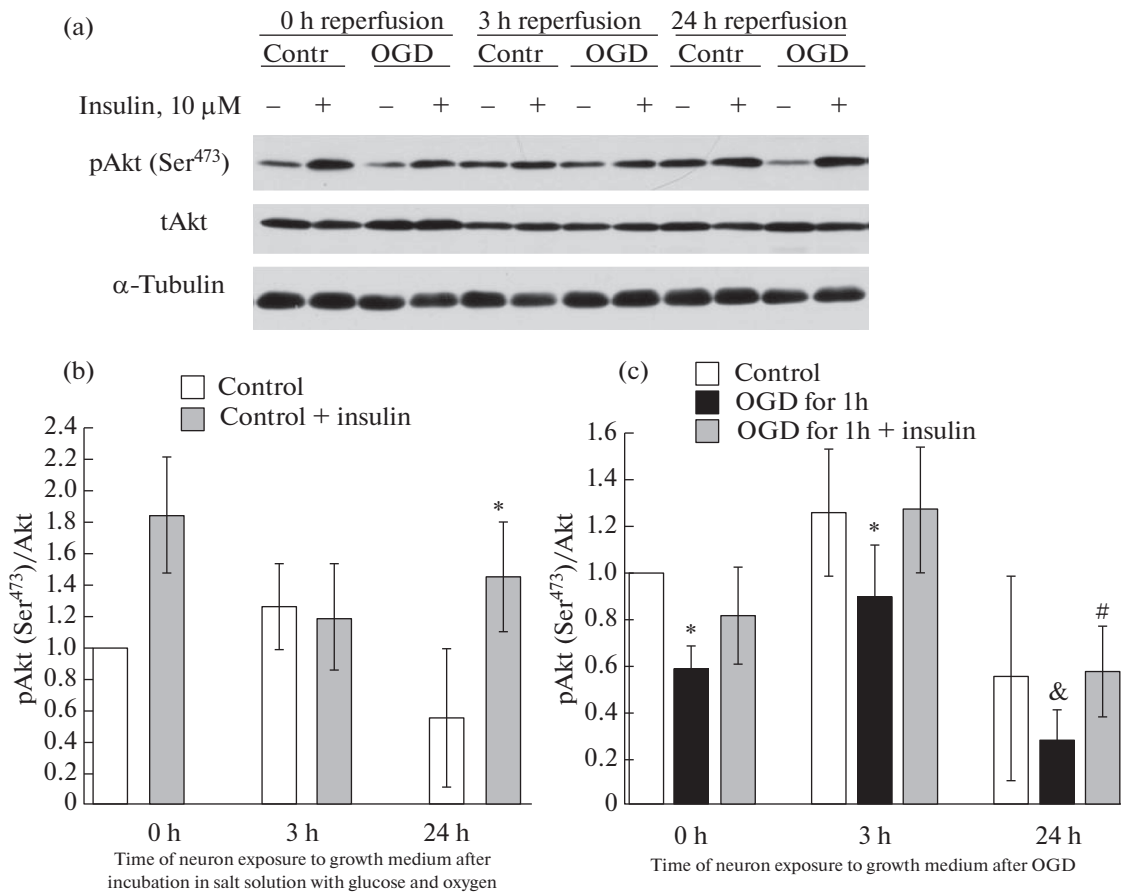 (a)
0 h reperfusion 3 h reperfusion 24 h reperfusion
Contr OGD Contr OGD Contr OGD
Insulin, 10 μM – + – + – + – + – + – +
pAkt (Ser473)
tAkt
α-Tubulin
(b)
Control
Control + insulin
pAkt (Ser473)/Akt
2.4
2.2
2.0
1.8
1.6
1.4
1.2
1.0
0.8
0.6
0.4
0.2
0
*
0 h 3 h 24 h
Time of neuron exposure to growth medium after
incubation in salt solution with glucose and oxygen
(c)
Control
OGD for 1h
OGD for 1h + insulin
pAkt (Ser473)/Akt
1.6
1.4
1.2
1.0
0.8
0.6
0.4
0.2
0
* * & #
0 h 3 h 24 h
Time of neuron exposure to growth medium after OGD